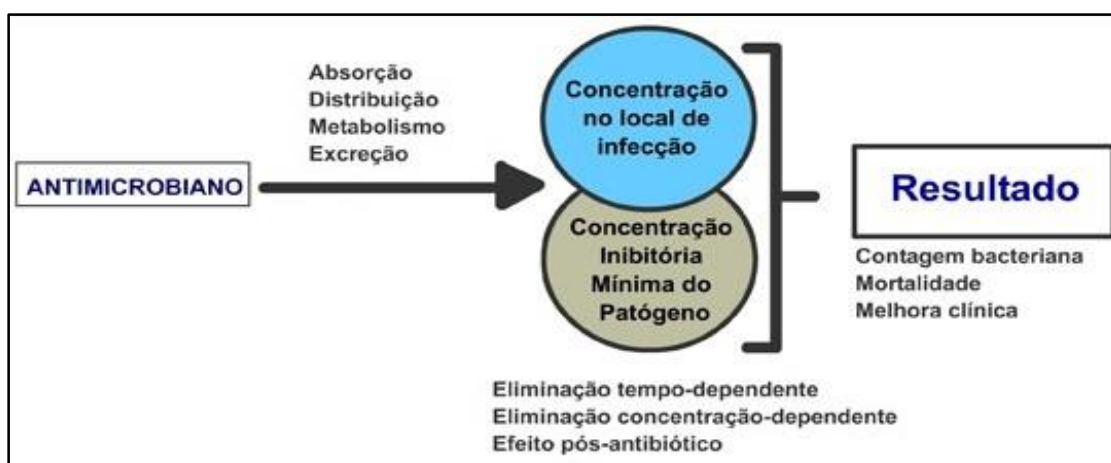 Absorção
Distribuição
Metabolismo
Excreção
ANTIMICROBIANO
Concentração
no local de
infecção
Concentração
Inibitória
Mínima do
Patógeno
Resultado
Contagem bacteriana
Mortalidade
Melhora clínica
Eliminação tempo-dependente
Eliminação concentração-dependente
Efeito pós-antibiótico